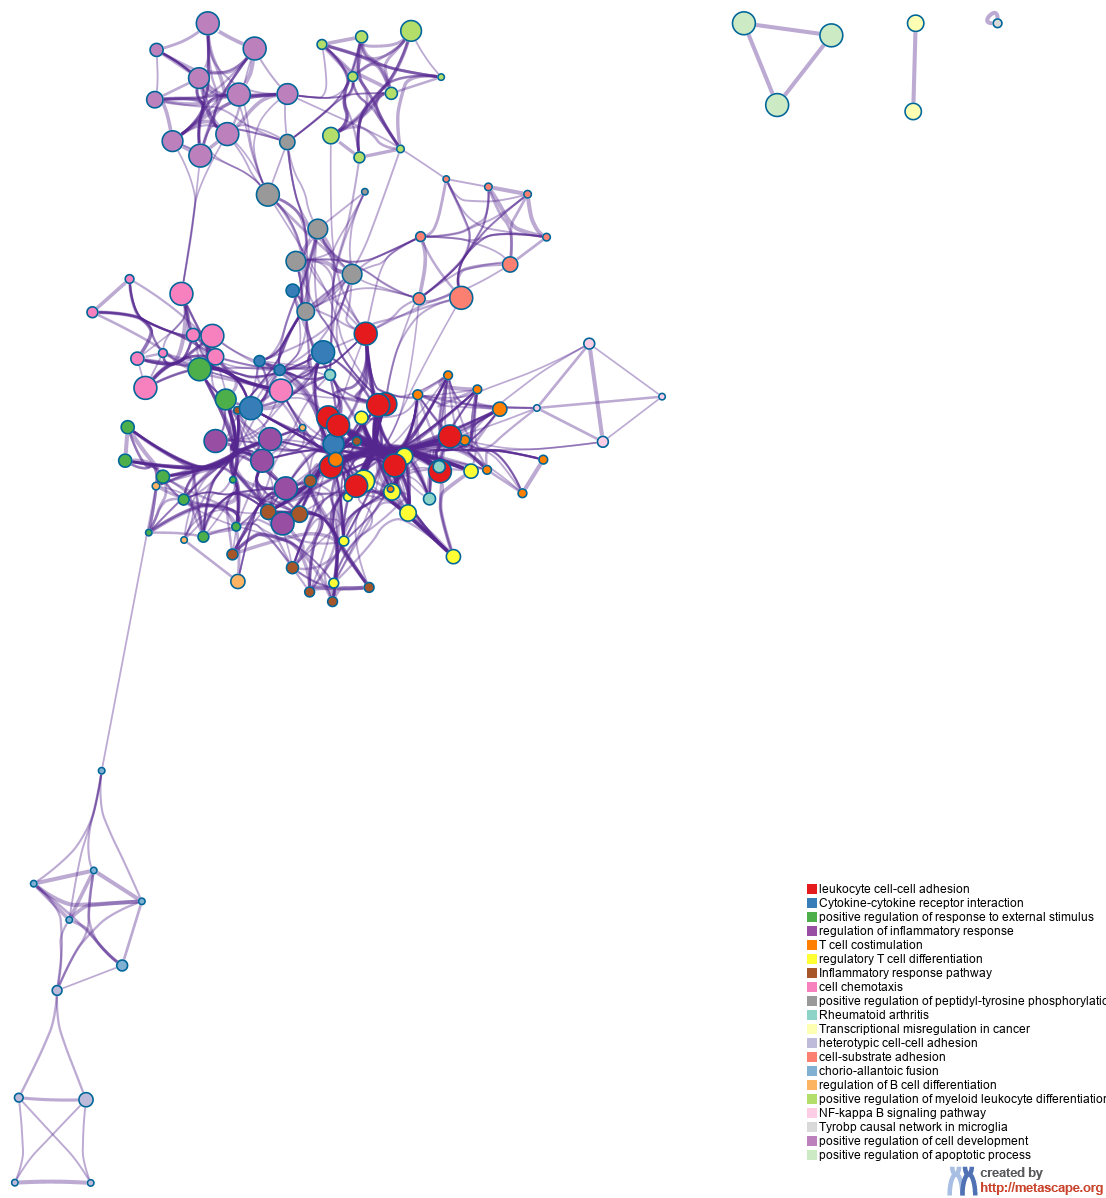 leukocyte cell-cell adhesion
Cytokine-cytokine receptor interaction
positive regulation of response to external stimulus
regulation of inflammatory response
T cell costimulation
regulatory T cell differentiation
Inflammatory response pathway
cell chemotaxis
positive regulation of peptidyl-tyrosine phosphorylatic
Rheumatoid arthritis
Transcriptional misregulation in cancer
heterotypic cell-cell adhesion
cell-substrate adhesion
chorio-allantoic fusion
regulation of B cell differentiation
positive regulation of myeloid leukocyte differentiation
NF-kappa B signaling pathway
Tyrobp causal network in microglia
positive regulation of cell development
positive regulation of apoptotic process
created by
http://metascape.org